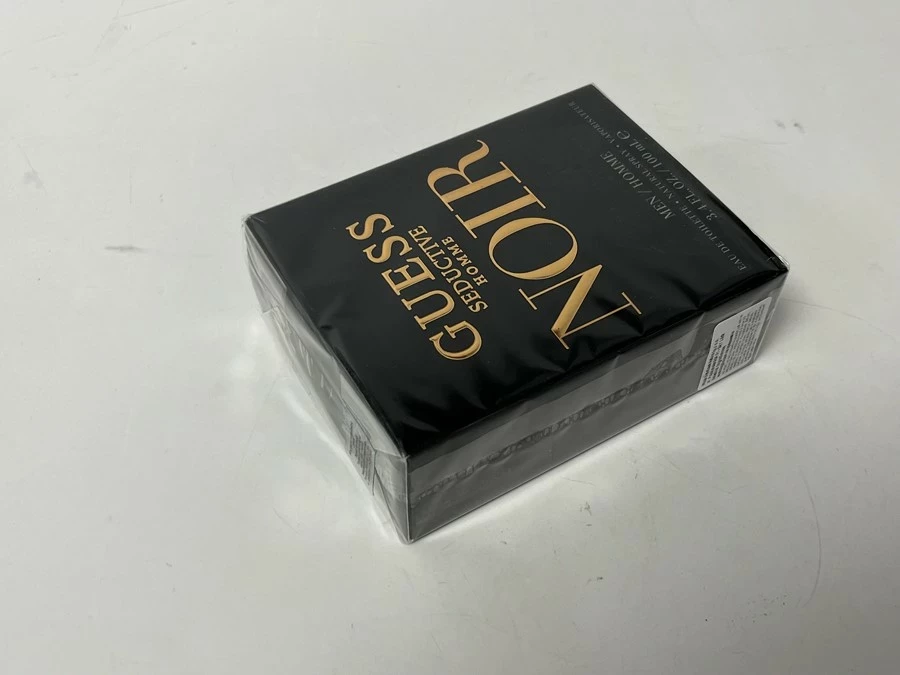 GUESS
SEDUCTIVE
HOMME
NOIR
MEN / HOMME
EAU DE TOILETTE • NATURAL SPRAY • VAPORISATEUR
3.4 FL. OZ. / 100 mL ℮